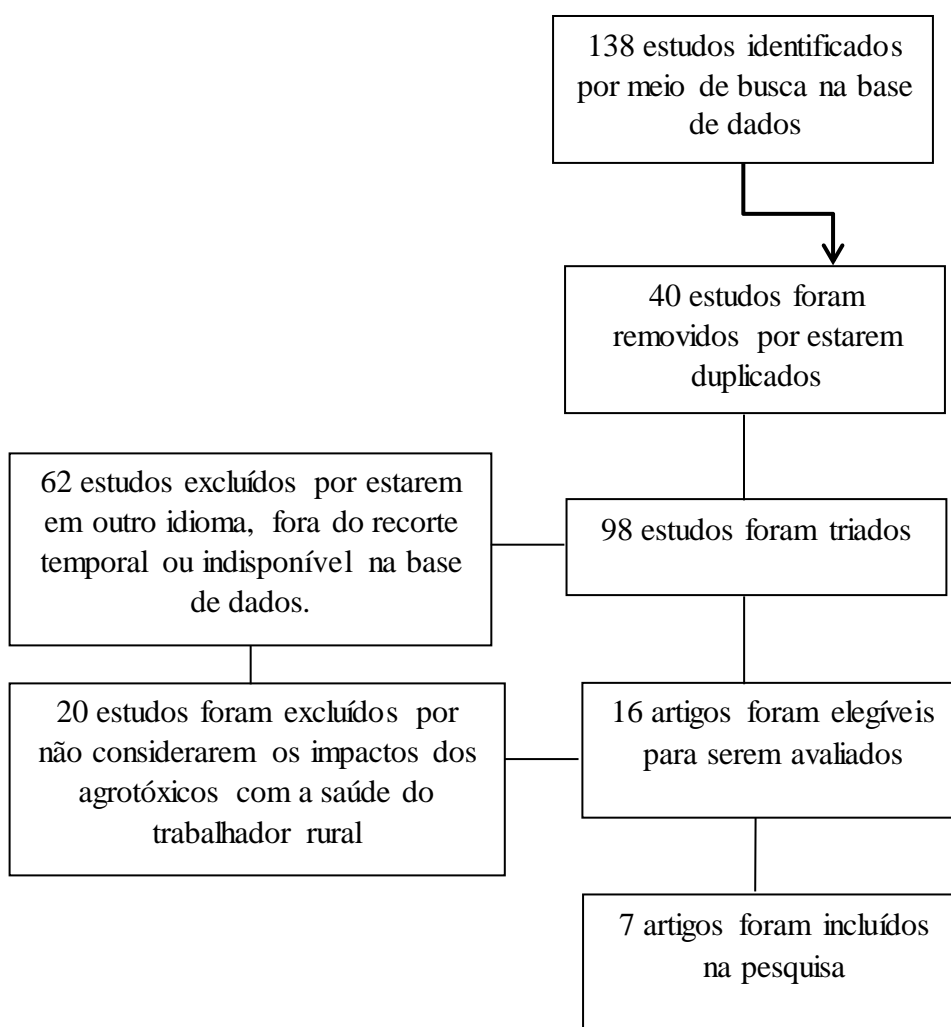 138 estudos identificados
por meio de busca na base
de dados
40 estudos foram
removidos por estarem
duplicados
62 estudos excluídos por estarem
em outro idioma, fora do recorte
temporal ou indisponível na base
de dados.
98 estudos foram triados
20 estudos foram excluídos por
não considerarem os impactos dos
agrotóxicos com a saúde do
trabalhador rural
16 artigos foram elegíveis
para serem avaliados
7 artigos foram incluídos
na pesquisa